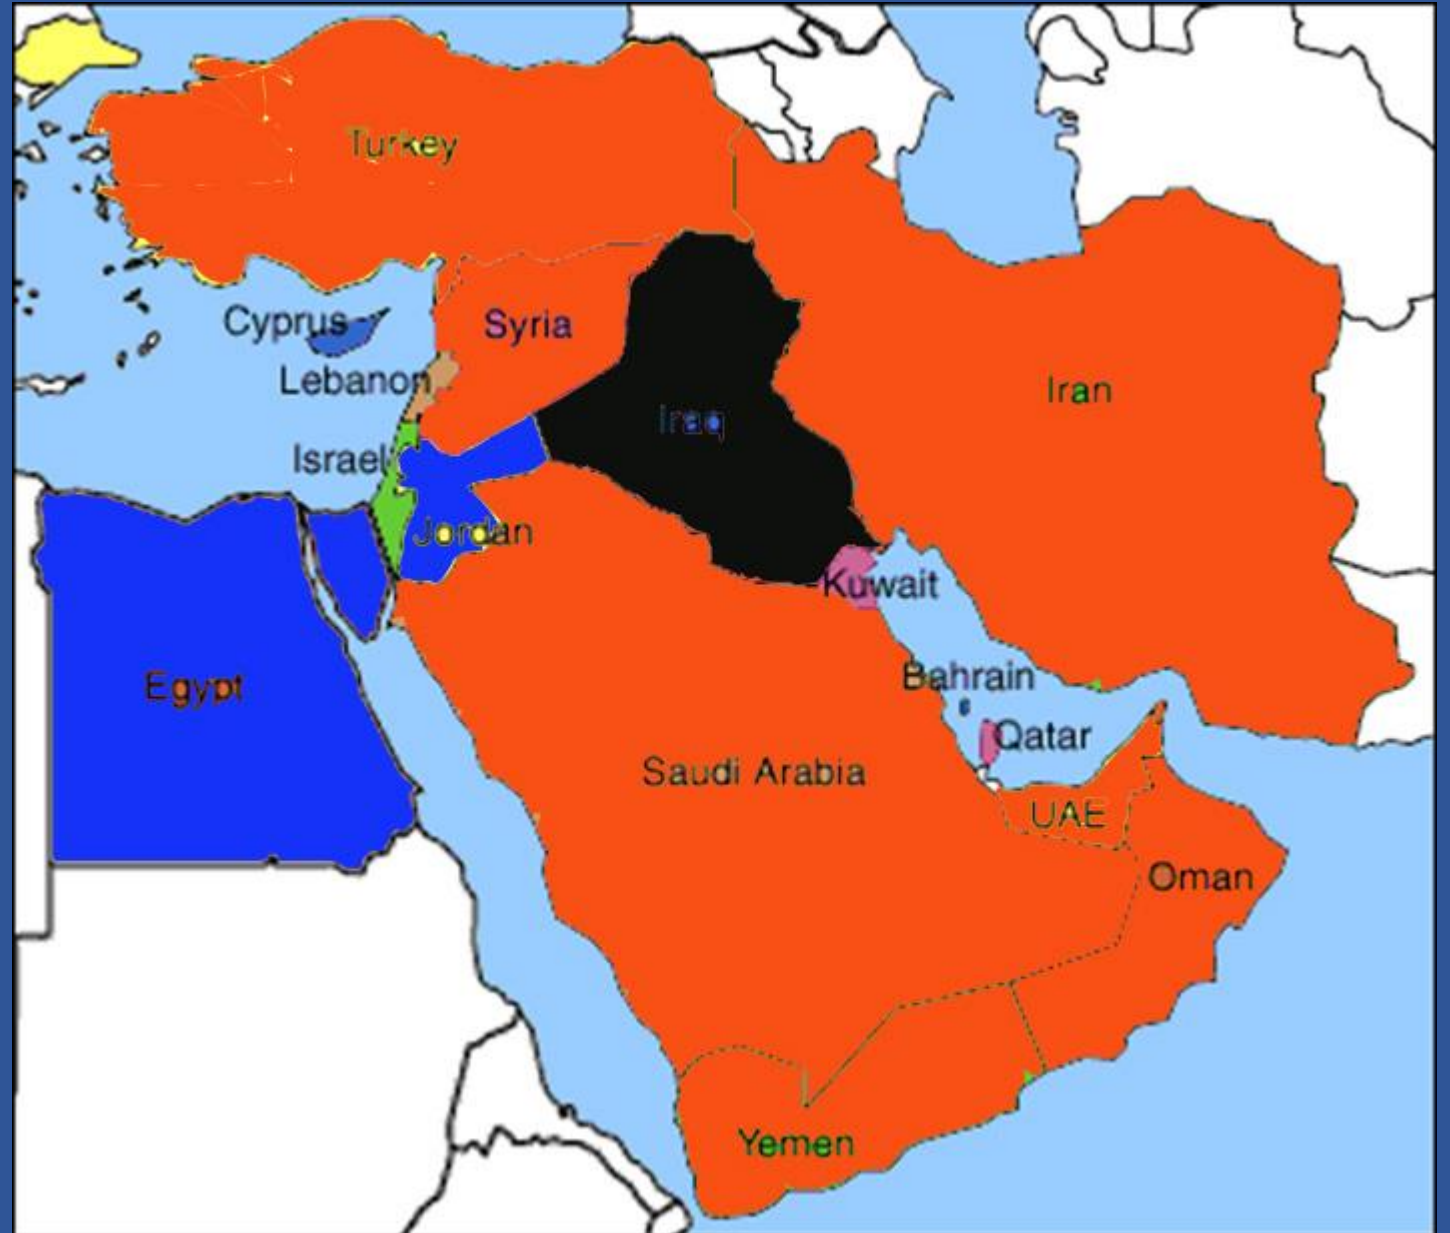 Turkey
Cyprus
Syria
Lebanon
Iran
Iraq
Israel
Jordan
Kuwait
Egypt
Bahrain
Qatar
Saudi Arabia
UAE
Oman
Yemen